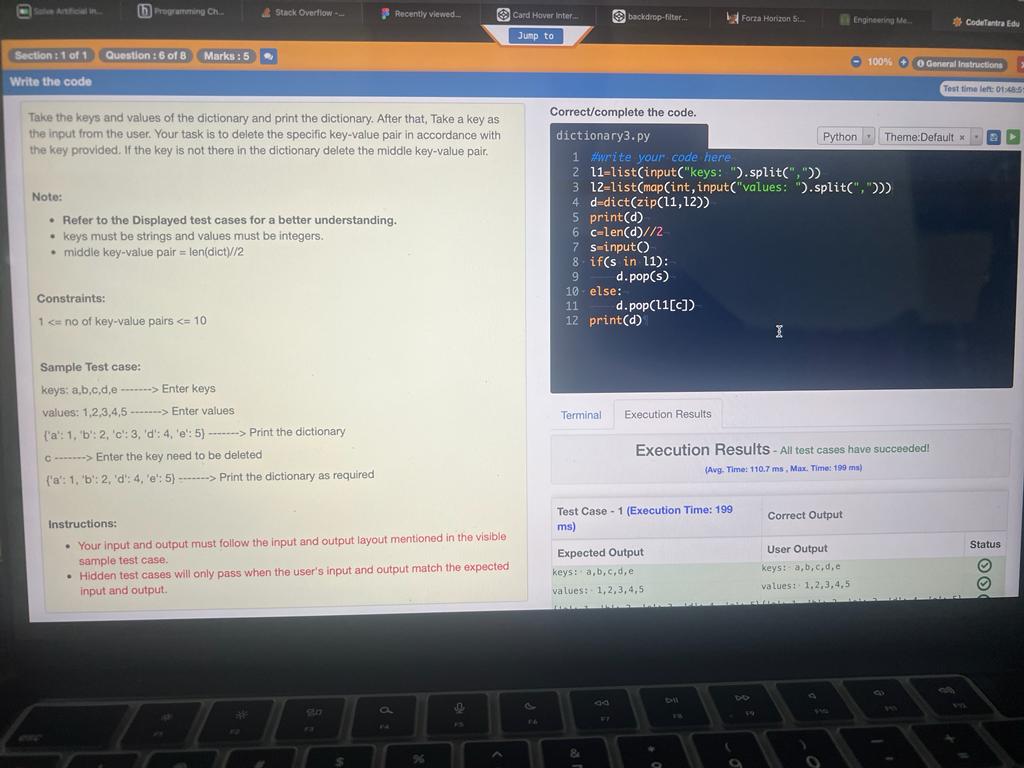 Solve Artificial In...
Programming Ch...
Stack Overflow -...
Recently viewed...
Card Hover Inter...
backdrop-filter...
Forza Horizon 5:...
Engineering Me...
CodeTantra Edu
Jump to
Section : 1 of 1 Question : 6 of 8 Marks : 5
100% General Instructions
Write the code
Test time left: 01:48:5
Take the keys and values of the dictionary and print the dictionary. After that, Take a key as
the input from the user. Your task is to delete the specific key-value pair in accordance with
the key provided. If the key is not there in the dictionary delete the middle key-value pair.
Note:
• Refer to the Displayed test cases for a better understanding.
• keys must be strings and values must be integers.
• middle key-value pair = len(dict)//2
Constraints:
1 <= no of key-value pairs <= 10
Sample Test case:
keys: a,b,c,d,e -------> Enter keys
values: 1,2,3,4,5 -------> Enter values
{'a': 1, 'b': 2, 'c': 3, 'd': 4, 'e': 5} -------> Print the dictionary
c -------> Enter the key need to be deleted
{'a': 1, 'b': 2, 'd': 4, 'e': 5} -------> Print the dictionary as required
Instructions:
• Your input and output must follow the input and output layout mentioned in the visible
sample test case.
• Hidden test cases will only pass when the user's input and output match the expected
input and output.
Correct/complete the code.
dictionary3.py
Python Theme:Default ×
1 #write your code here
2 l1=list(input("keys: ").split(","))
3 l2=list(map(int,input("values: ").split(",")))
4 d=dict(zip(l1,l2))
5 print(d)
6 c=len(d)//2
7 s=input()
8 if(s in l1):
9 d.pop(s)
10 else:
11 d.pop(l1[c])
12 print(d)
Terminal Execution Results
Execution Results - All test cases have succeeded!
(Avg. Time: 110.7 ms , Max. Time: 199 ms)
Test Case - 1 (Execution Time: 199
ms)
Correct Output
Expected Output User Output Status
keys: a,b,c,d,e keys: a,b,c,d,e
values: 1,2,3,4,5 values: 1,2,3,4,5
esc F1 F2 F3 F4 F5 F6 F7 F8 F9 F10 F11 F12
# $ % ^ & * ( ) 9 0 - + =